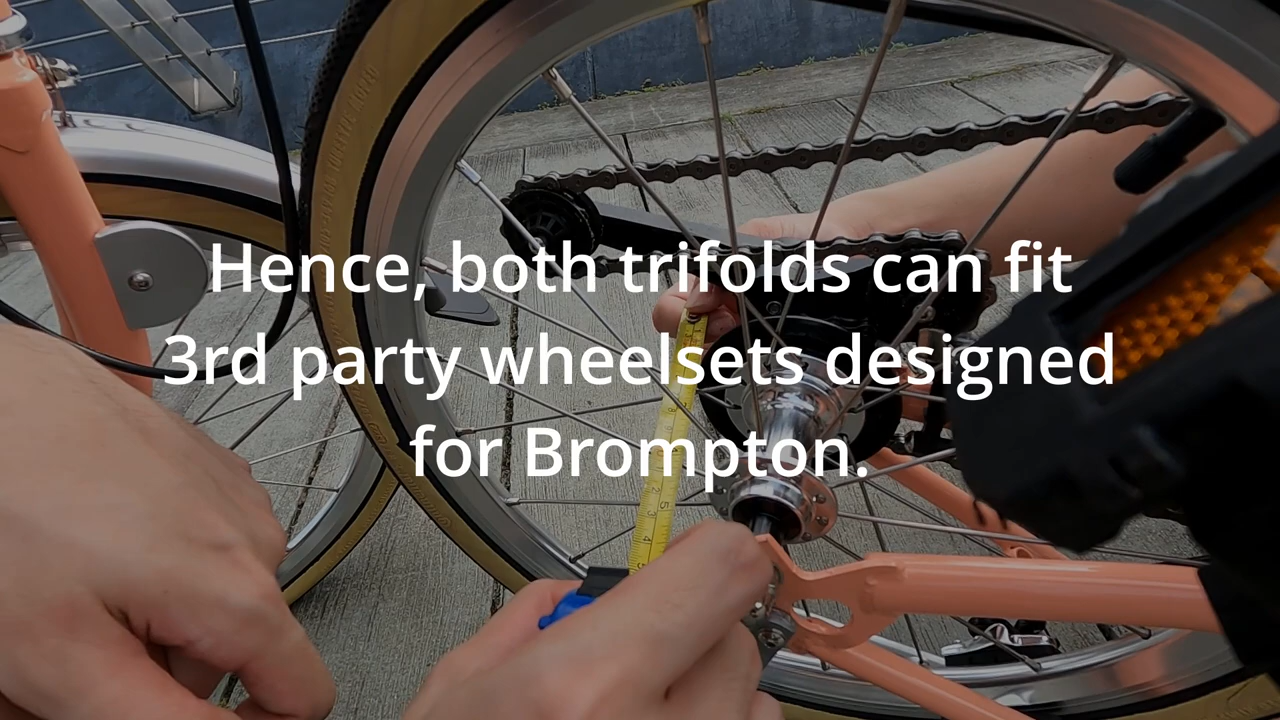 Hence, both trifolds can fit
3rd party wheelsets designed
for Brompton.